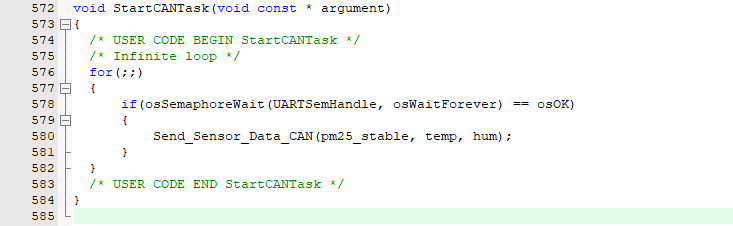 572 void StartCANTask(void const * argument)
573 {
574   /* USER CODE BEGIN StartCANTask */
575   /* Infinite loop */
576   for(;;)
577   {
578       if(osSemaphoreWait(UARTSemHandle, osWaitForever) == osOK)
579       {
580           Send_Sensor_Data_CAN(pm25_stable, temp, hum);
581       }
582   }
583   /* USER CODE END StartCANTask */
584 }
585